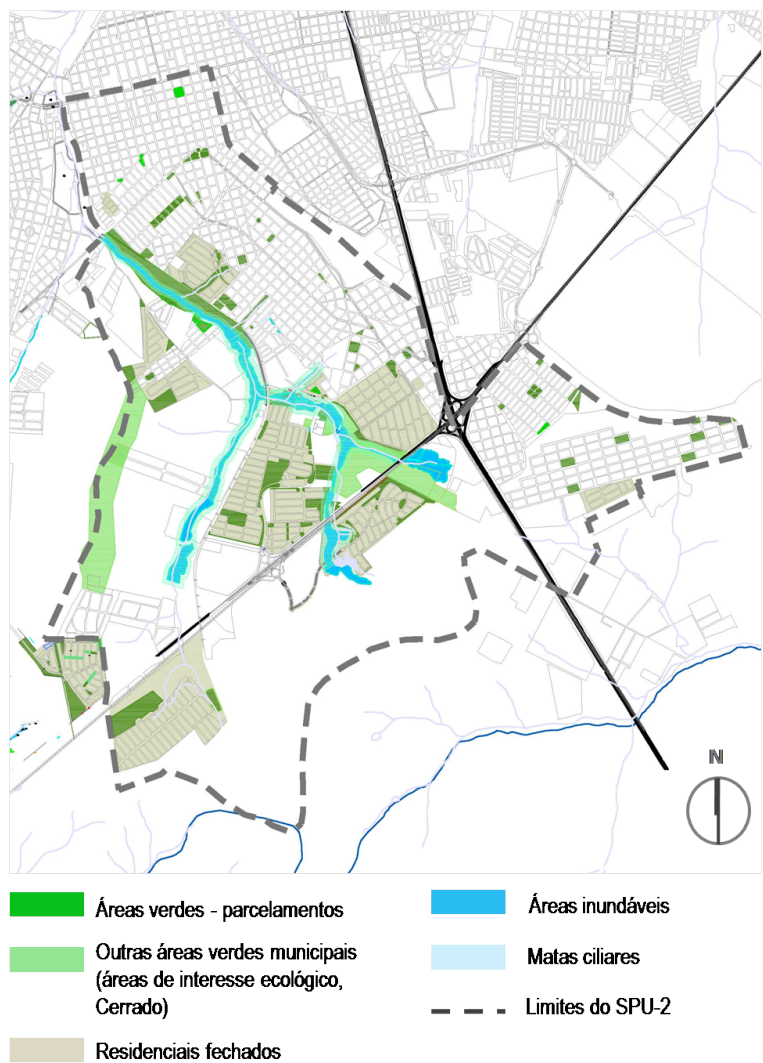 N
Áreas verdes - parcelamentos
Outras áreas verdes municipais
(áreas de interesse ecológico,
Cerrado)
Residenciais fechados
Áreas inundáveis
Matas ciliares
Limites do SPU-2